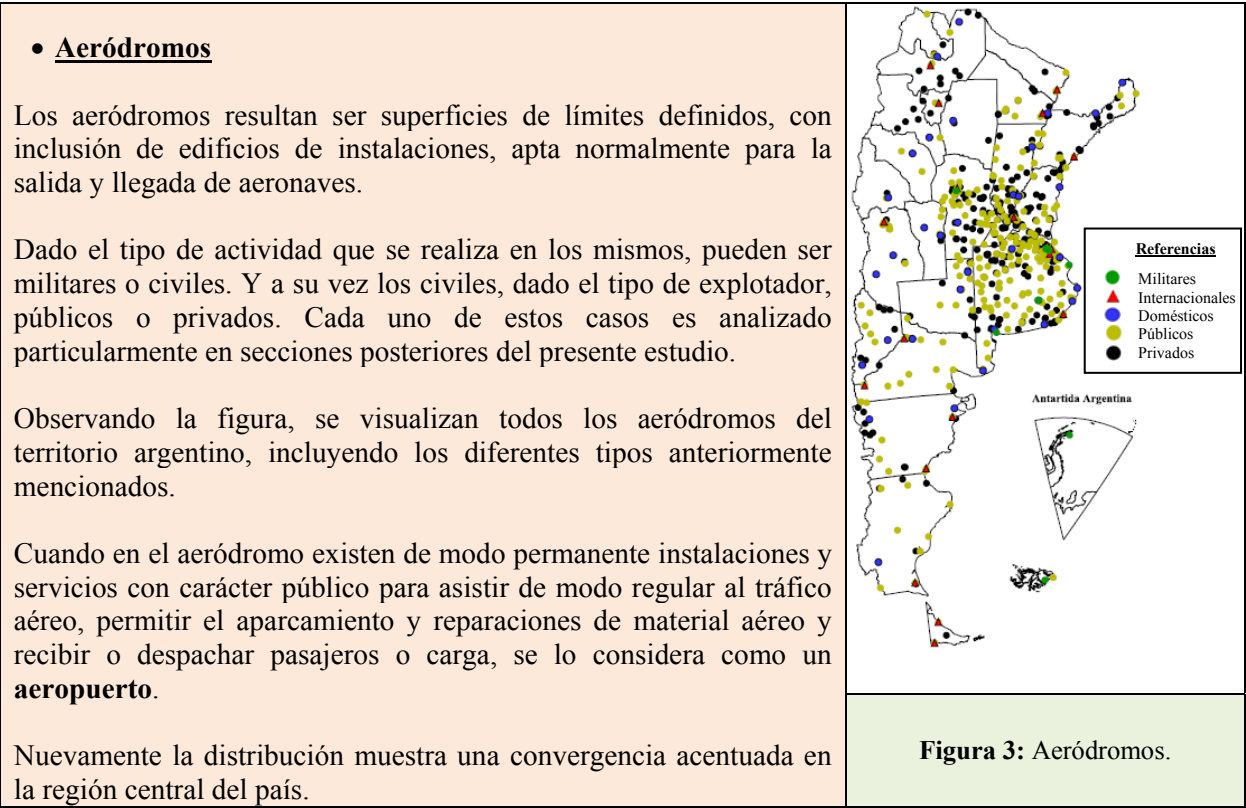 • Aeródromos
Los aeródromos resultan ser superficies de límites definidos, con
inclusión de edificios de instalaciones, apta normalmente para la
salida y llegada de aeronaves.
Dado el tipo de actividad que se realiza en los mismos, pueden ser
militares o civiles. Y a su vez los civiles, dado el tipo de explotador,
públicos o privados. Cada uno de estos casos es analizado
particularmente en secciones posteriores del presente estudio.
Observando la figura, se visualizan todos los aeródromos del
territorio argentino, incluyendo los diferentes tipos anteriormente
mencionados.
Cuando en el aeródromo existen de modo permanente instalaciones y
servicios con carácter público para asistir de modo regular al tráfico
aéreo, permitir el aparcamiento y reparaciones de material aéreo y
recibir o despachar pasajeros o carga, se lo considera como un
aeropuerto.
Nuevamente la distribución muestra una convergencia acentuada en
la región central del país.
Referencias
Militares
Internacionales
Domésticos
Públicos
Privados
Antartida Argentina
Figura 3: Aeródromos.